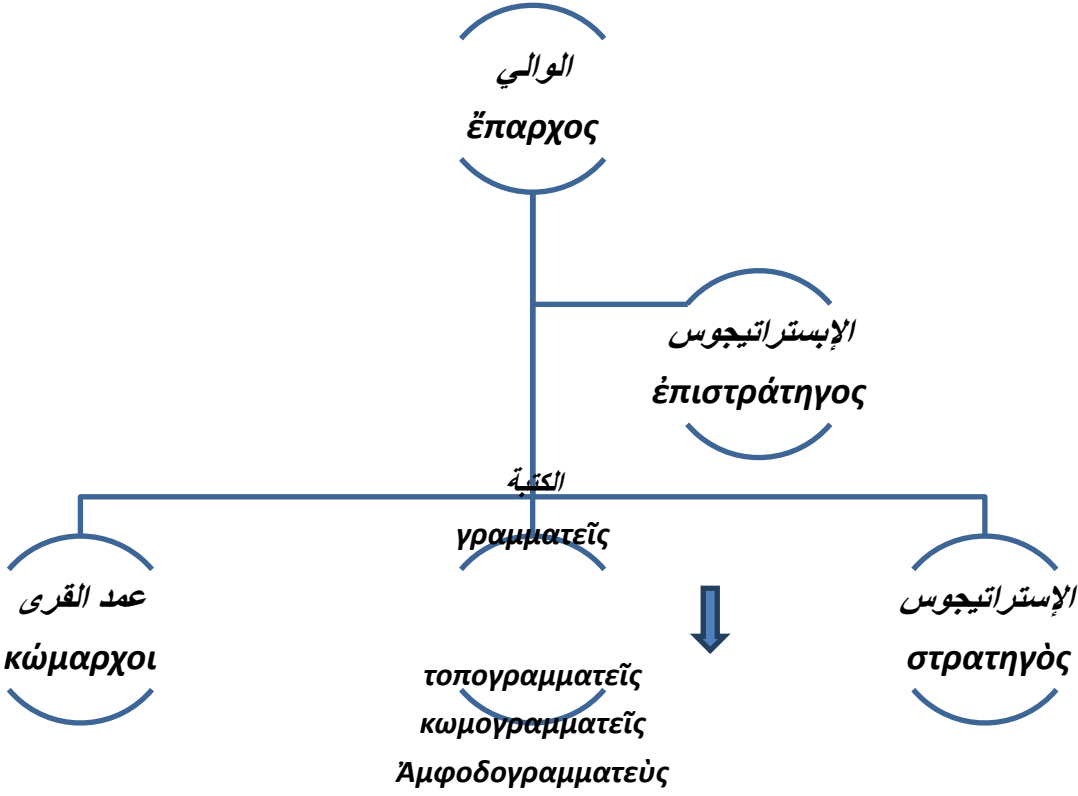 الوالي
ἔπαρχος
الإبستراتيجوس
ἐπιστράτηγος
الكتبة
γραμματεῖς
عمد القرى
κώμαρχοι
الإستراتيجوس
στρατηγὸς
τοπογραμματεῖς
κωμογραμματεῖς
Ἀμφοδογραμματεὺς